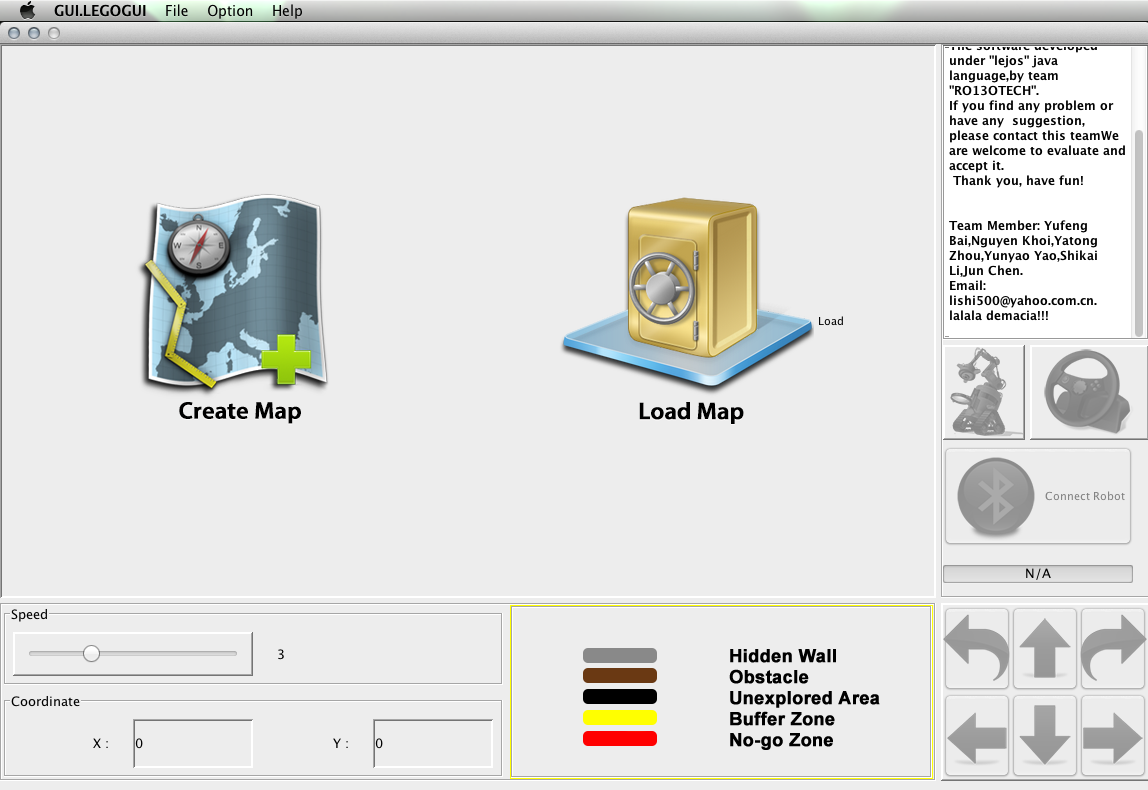 GUI.LEGOGUI File Option Help
-The software developed
under "lejos" java
language,by team
"RO13OTECH".
If you find any problem or
have any  suggestion,
please contact this teamWe
are welcome to evaluate and
accept it.
 Thank you, have fun!
Team Member: Yufeng
Bai,Nguyen Khoi,Yatong
Zhou,Yunyao Yao,Shikai
Li,Jun Chen.
Email:
lishi500@yahoo.com.cn.
lalala demacia!!!
N
W E
S
Create Map
Load
Load Map
Connect Robot
N/A
Speed
3
Coordinate
X : 0 Y : 0
Hidden Wall
Obstacle
Unexplored Area
Buffer Zone
No-go Zone